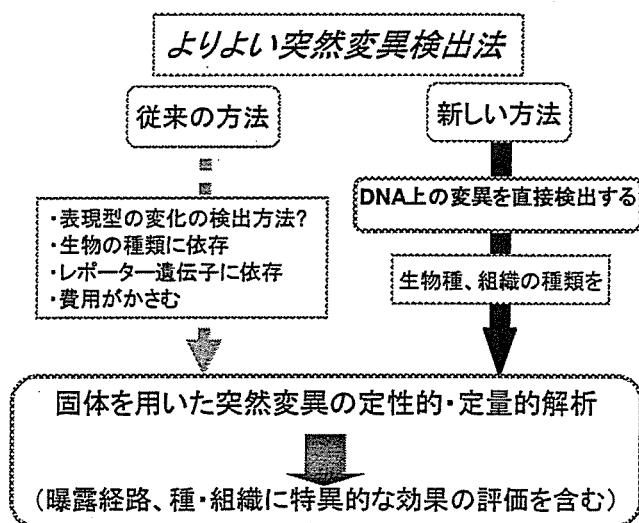 よりよい突然変異検出法
従来の方法
新しい方法
・表現型の変化の検出方法?
・生物の種類に依存
・レポーター遺伝子に依存
・費用がかさむ
DNA上の変異を直接検出する
生物種、組織の種類を
固体を用いた突然変異の定性的・定量的解析
(曝露経路、種・組織に特異的な効果の評価を含む)